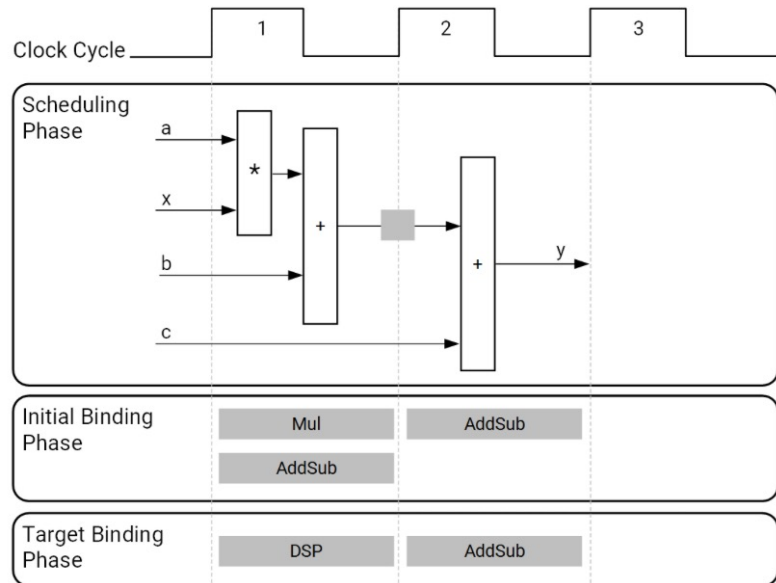 1
2
3
Clock Cycle
Scheduling
Phase
a
*
x
+
b
+
y
c
Initial Binding
Phase
Mul
AddSub
AddSub
Target Binding
Phase
DSP
AddSub